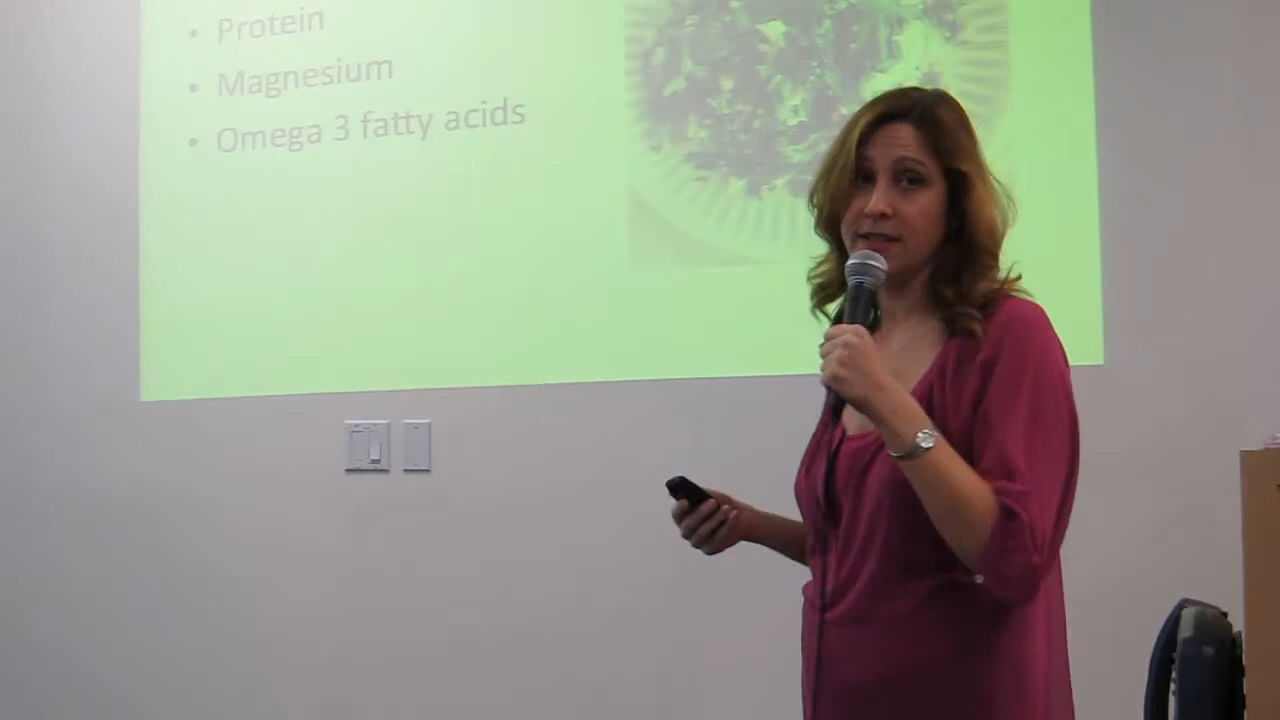 • Protein
• Magnesium
• Omega 3 fatty acids